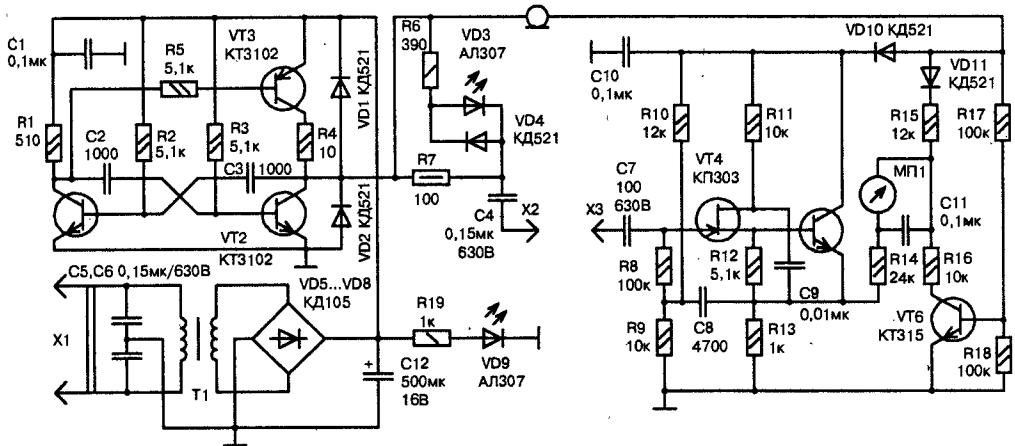 C1
0,1мк
VT3
КТ3102
R5
5,1к
R1
510
C2
1000
R2
5,1к
R3
5,1к
C3 1000
R4
10
VD1 КД521
VD2 КД521
VT2
КТ3102
R6
390
VD3
АЛ307
VD4
КД521
R7
100
C4
0,15мк
630В
X2
C5,C6 0,15мк/630В
X1
T1
VD5...VD8
КД105
R19
1к
C12
500мк
16В
VD9
АЛ307
VD10 КД521
C10
0,1мк
VD11
КД521
R10
12к
R11
10к
R15
12к
R17
100к
VT4
КП303
МП1
C7
100
630В
X3
C11
0,1мк
R8
100к
R12
5,1к
R14
24к
R16
10к
C9
0,01мк
R9
10к
C8
4700
R13
1к
VT6
КТ315
R18
100к